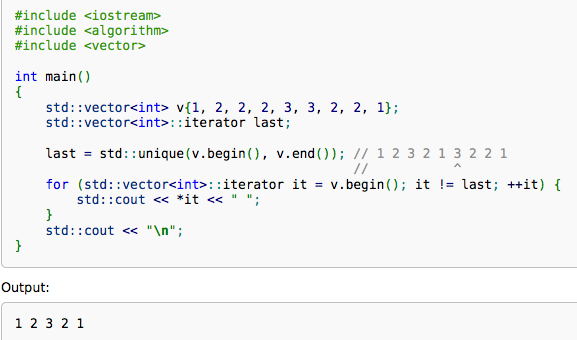 #include <iostream>
#include <algorithm>
#include <vector>

int main()
{
    std::vector<int> v{1, 2, 2, 2, 3, 3, 2, 2, 1};
    std::vector<int>::iterator last;

    last = std::unique(v.begin(), v.end()); // 1 2 3 2 1 3 2 2 1
                                            //           ^
    for (std::vector<int>::iterator it = v.begin(); it != last; ++it) {
        std::cout << *it << " ";
    }
    std::cout << "\n";
}
Output:
1 2 3 2 1